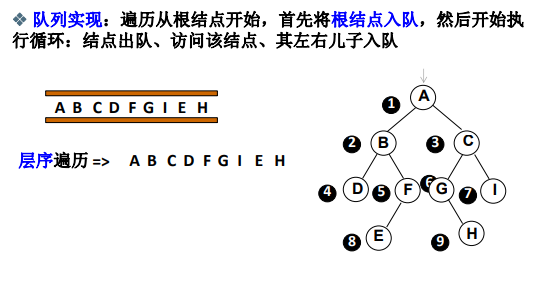 ❖ 队列实现：遍历从根结点开始，首先将根结点入队，然后开始执
行循环：结点出队、访问该结点、其左右儿子入队
A B C D F G I E H
层序遍历 => A B C D F G I E H
1 A
2 B 3 C
4 D 5 F 6 G 7 I
8 E 9 H